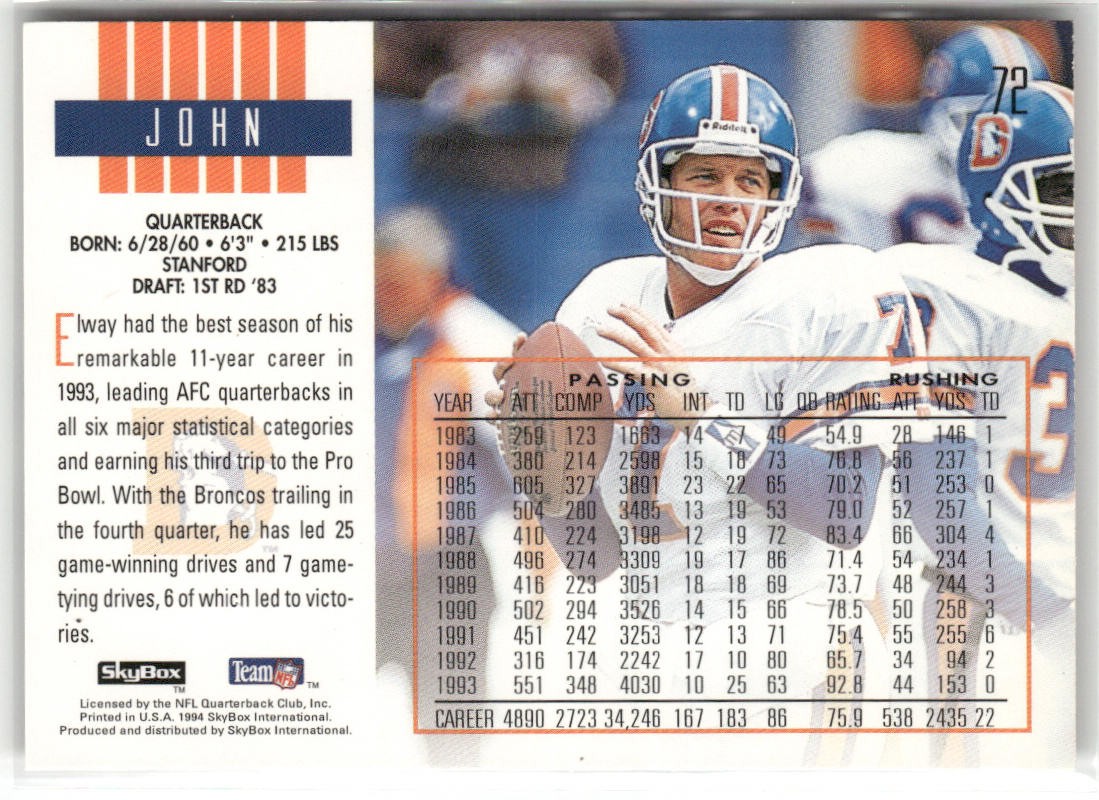 72
JOHN
Riddell
QUARTERBACK
BORN: 6/28/60 • 6'3" • 215 LBS
STANFORD
DRAFT: 1ST RD '83
Elway had the best season of his
remarkable 11-year career in
1993, leading AFC quarterbacks in
all six major statistical categories
and earning his third trip to the Pro
Bowl. With the Broncos trailing in
the fourth quarter, he has led 25
game-winning drives and 7 game-
tying drives, 6 of which led to victo-
ries.
SkyBox TM
Team NFL TM
Licensed by the NFL Quarterback Club, Inc.
Printed in U.S.A. 1994 SkyBox International.
Produced and distributed by SkyBox International.
PASSING RUSHING
YEAR ATT COMP YDS INT TD LG QB RATING ATT YDS TD
1983 259 123 1663 14 7 49 54.9 28 146 1
1984 380 214 2598 15 18 73 76.8 56 237 1
1985 605 327 3891 23 22 65 70.2 51 253 0
1986 504 280 3485 13 19 53 79.0 52 257 1
1987 410 224 3198 12 19 72 83.4 66 304 4
1988 496 274 3309 19 17 86 71.4 54 234 1
1989 416 223 3051 18 18 69 73.7 48 244 3
1990 502 294 3526 14 15 66 78.5 50 258 3
1991 451 242 3253 12 13 71 75.4 55 255 6
1992 316 174 2242 17 10 80 65.7 34 94 2
1993 551 348 4030 10 25 63 92.8 44 153 0
CAREER 4890 2723 34,246 167 183 86 75.9 538 2435 22